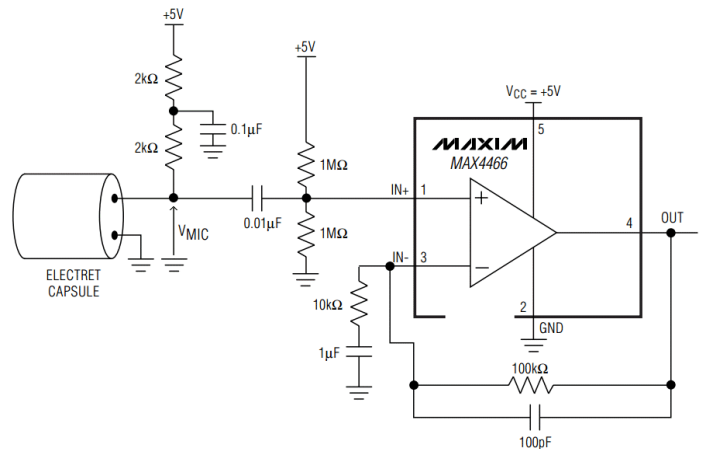 +5V
+5V
2kΩ
VCC = +5V
0.1µF
5
2kΩ
MAXIM
MAX4466
1MΩ
IN+
1
4
OUT
0.01µF
VMIC
1MΩ
IN-
3
ELECTRET
CAPSULE
10kΩ
2
GND
1µF
100kΩ
100pF